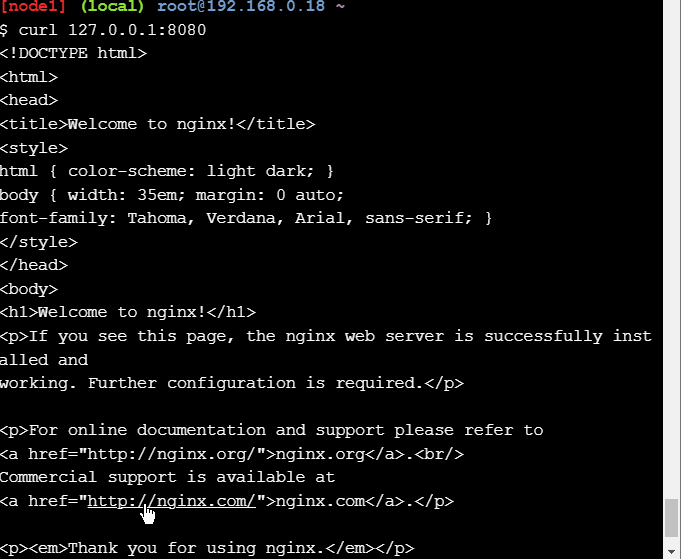 [node1] (local) root@192.168.0.18 ~
$ curl 127.0.0.1:8080
<!DOCTYPE html>
<html>
<head>
<title>Welcome to nginx!</title>
<style>
html { color-scheme: light dark; }
body { width: 35em; margin: 0 auto;
font-family: Tahoma, Verdana, Arial, sans-serif; }
</style>
</head>
<body>
<h1>Welcome to nginx!</h1>
<p>If you see this page, the nginx web server is successfully inst
alled and
working. Further configuration is required.</p>
<p>For online documentation and support please refer to
<a href="http://nginx.org/">nginx.org</a>.<br/>
Commercial support is available at
<a href="http://nginx.com/">nginx.com</a>.</p>
<p><em>Thank you for using nginx.</em></p>